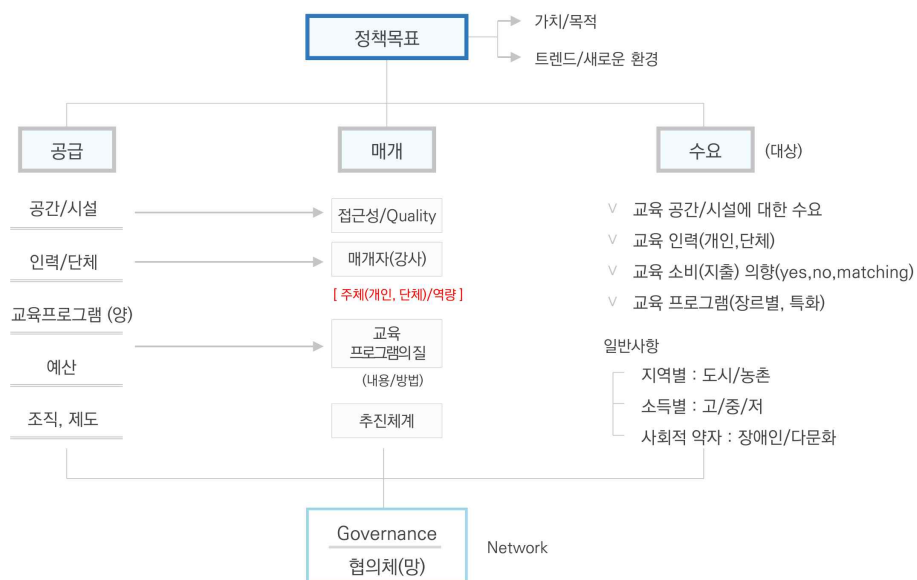 정책목표
가치/목적
트렌드/새로운 환경
공급
공간/시설
인력/단체
교육프로그램 (양)
예산
조직, 제도
매개
접근성/Quality
매개자(강사)
[ 주체(개인, 단체)/역량 ]
교육
프로그램의 질
(내용/방법)
추진체계
수요
(대상)
∨ 교육 공간/시설에 대한 수요
∨ 교육 인력(개인,단체)
∨ 교육 소비(지출) 의향(yes,no,matching)
∨ 교육 프로그램(장르별, 특화)
일반사항
지역별 : 도시/농촌
소득별 : 고/중/저
사회적 약자 : 장애인/다문화
Governance
협의체(망)
Network